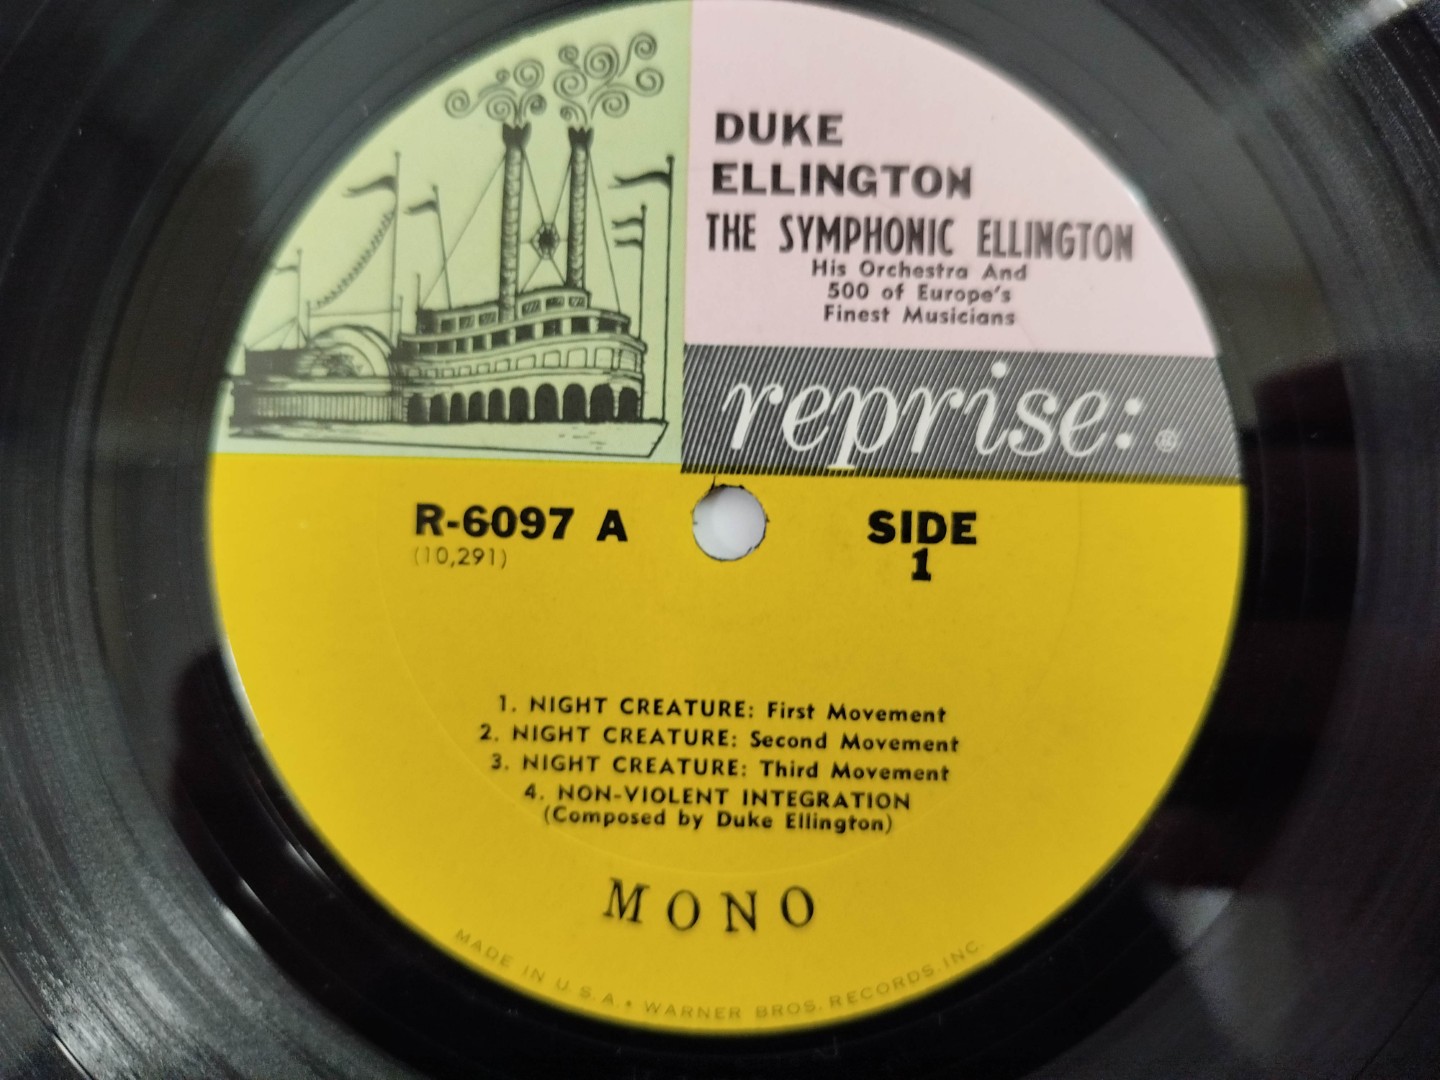 DUKE
ELLINGTON
THE SYMPHONIC ELLINGTON
His Orchestra And
500 of Europe's
Finest Musicians
reprise: ®
R-6097 A
(10,291)
SIDE
1
1. NIGHT CREATURE: First Movement
2. NIGHT CREATURE: Second Movement
3. NIGHT CREATURE: Third Movement
4. NON-VIOLENT INTEGRATION
(Composed by Duke Ellington)
MONO
MADE IN U.S.A. • WARNER BROS. RECORDS, INC.